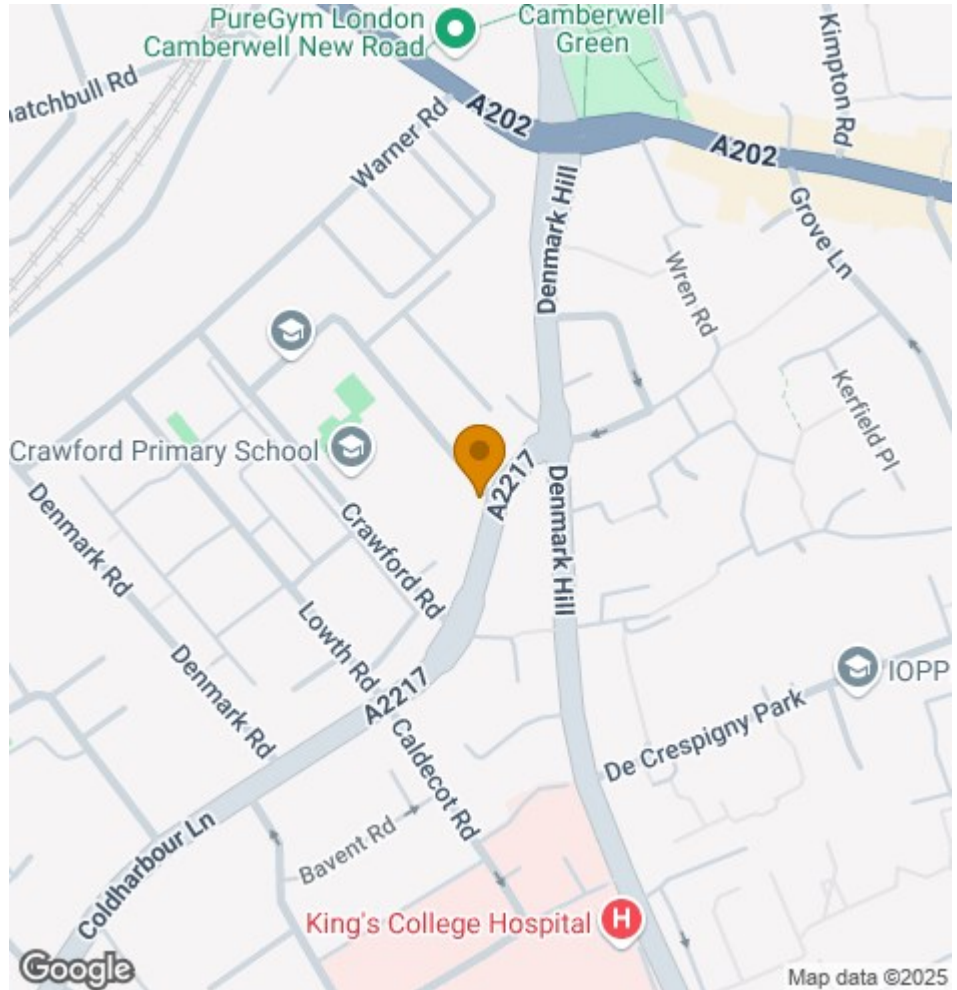 PureGym London
Camberwell New Road
Camberwell
Green
Kimpton Rd
atchbull Rd
A202
A202
Warner Rd
Denmark Hill
Grove Ln
Wren Rd
Kerfield Pl
Crawford Primary School
A2217
Denmark Rd
Crawford Rd
Denmark Hill
Lowth Rd
Denmark Rd
A2217
IOPP
De Crespigny Park
Caldecot Rd
Bavent Rd
Coldharbour Ln
King's College Hospital
H
Google
Map data ©2025